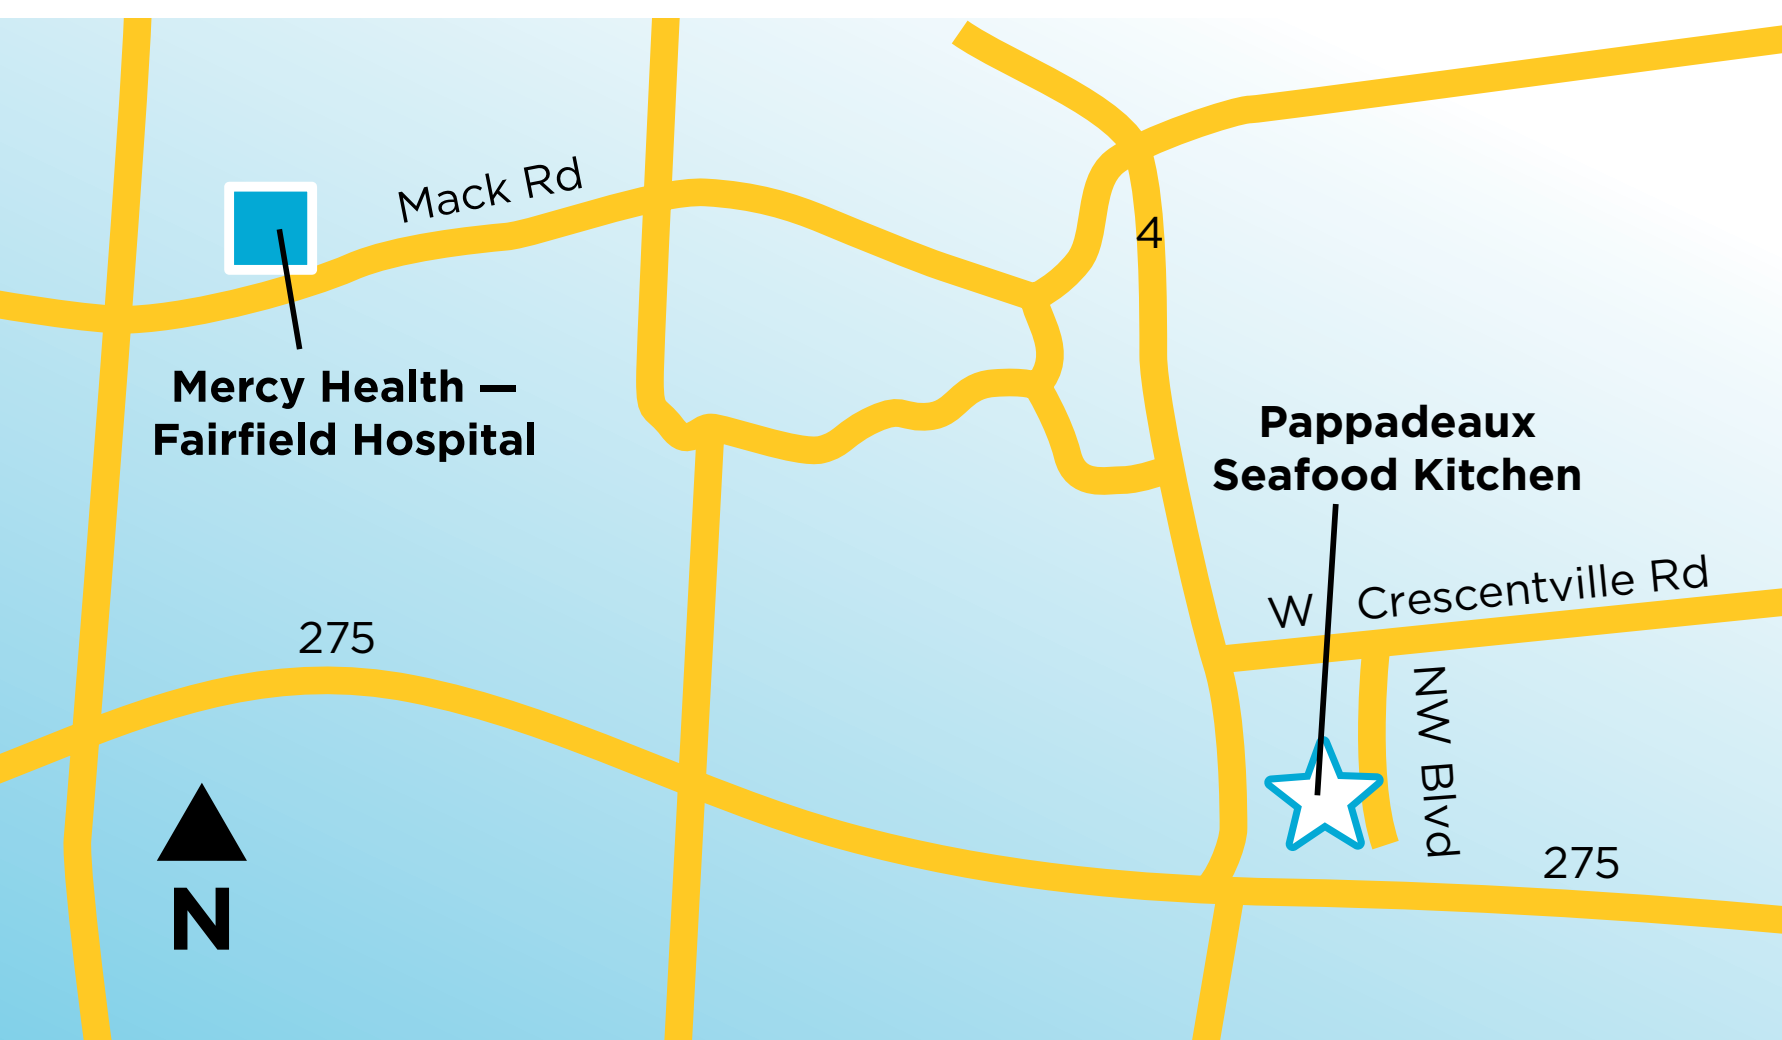 Mack Rd
4
Mercy Health —
Fairfield Hospital
Pappadeaux
Seafood Kitchen
W Crescentville Rd
275
NW Blvd
275
N